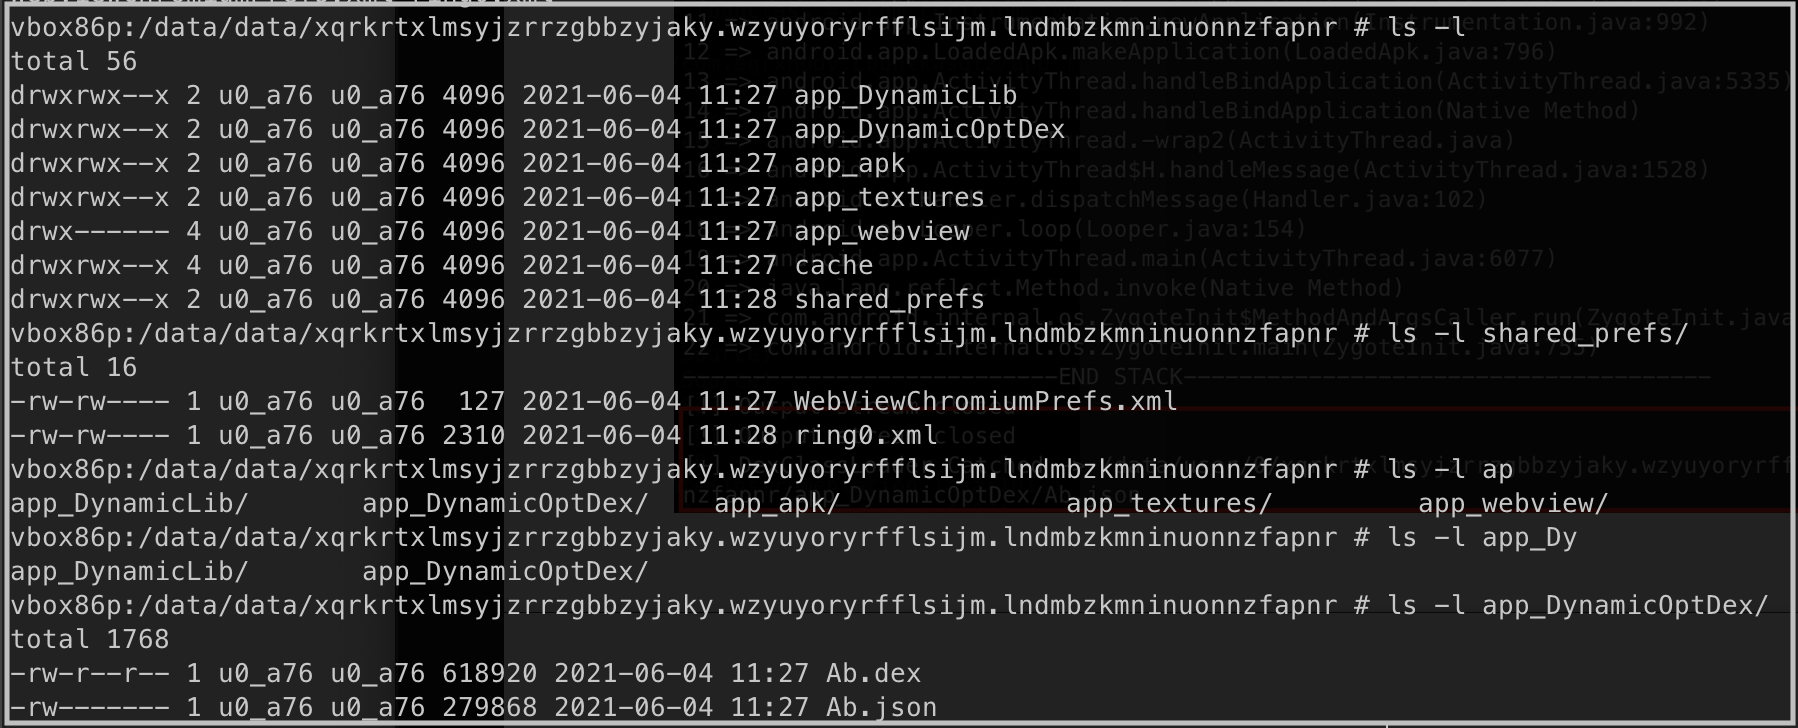 vbox86p:/data/data/xqrkrtxlmsyjzrrzgbbzyjaky.wzyuyoryrfflsijm.lndmbzkmninuonnzfapnr # ls -l
total 56
drwxrwx--x 2 u0_a76 u0_a76 4096 2021-06-04 11:27 app_DynamicLib
drwxrwx--x 2 u0_a76 u0_a76 4096 2021-06-04 11:27 app_DynamicOptDex
drwxrwx--x 2 u0_a76 u0_a76 4096 2021-06-04 11:27 app_apk
drwxrwx--x 2 u0_a76 u0_a76 4096 2021-06-04 11:27 app_textures
drwx------ 4 u0_a76 u0_a76 4096 2021-06-04 11:27 app_webview
drwxrwx--x 4 u0_a76 u0_a76 4096 2021-06-04 11:27 cache
drwxrwx--x 2 u0_a76 u0_a76 4096 2021-06-04 11:28 shared_prefs
vbox86p:/data/data/xqrkrtxlmsyjzrrzgbbzyjaky.wzyuyoryrfflsijm.lndmbzkmninuonnzfapnr # ls -l shared_prefs/
total 16
-rw-rw---- 1 u0_a76 u0_a76  127 2021-06-04 11:27 WebViewChromiumPrefs.xml
-rw-rw---- 1 u0_a76 u0_a76 2310 2021-06-04 11:28 ring0.xml
vbox86p:/data/data/xqrkrtxlmsyjzrrzgbbzyjaky.wzyuyoryrfflsijm.lndmbzkmninuonnzfapnr # ls -l ap
app_DynamicLib/       app_DynamicOptDex/    app_apk/              app_textures/         app_webview/
vbox86p:/data/data/xqrkrtxlmsyjzrrzgbbzyjaky.wzyuyoryrfflsijm.lndmbzkmninuonnzfapnr # ls -l app_Dy
app_DynamicLib/       app_DynamicOptDex/
vbox86p:/data/data/xqrkrtxlmsyjzrrzgbbzyjaky.wzyuyoryrfflsijm.lndmbzkmninuonnzfapnr # ls -l app_DynamicOptDex/
total 1768
-rw-r--r-- 1 u0_a76 u0_a76 618920 2021-06-04 11:27 Ab.dex
-rw------- 1 u0_a76 u0_a76 279868 2021-06-04 11:27 Ab.json